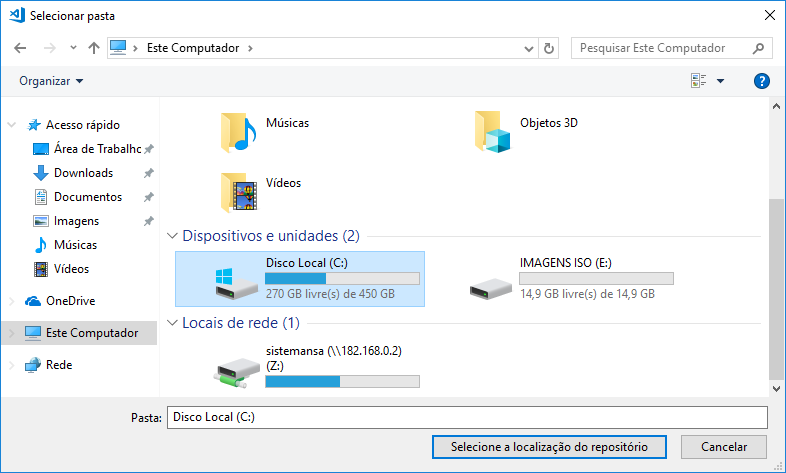 Selecionar pasta
Este Computador
Pesquisar Este Computador
Organizar
Acesso rápido
Área de Trabalho
Downloads
Documentos
Imagens
Músicas
Vídeos
OneDrive
Este Computador
Rede
Músicas
Objetos 3D
Vídeos
Dispositivos e unidades (2)
Disco Local (C:)
270 GB livre(s) de 450 GB
IMAGENS ISO (E:)
14,9 GB livre(s) de 14,9 GB
Locais de rede (1)
sistemansa (\\182.168.0.2)
(Z:)
Pasta: Disco Local (C:)
Selecione a localização do repositório
Cancelar